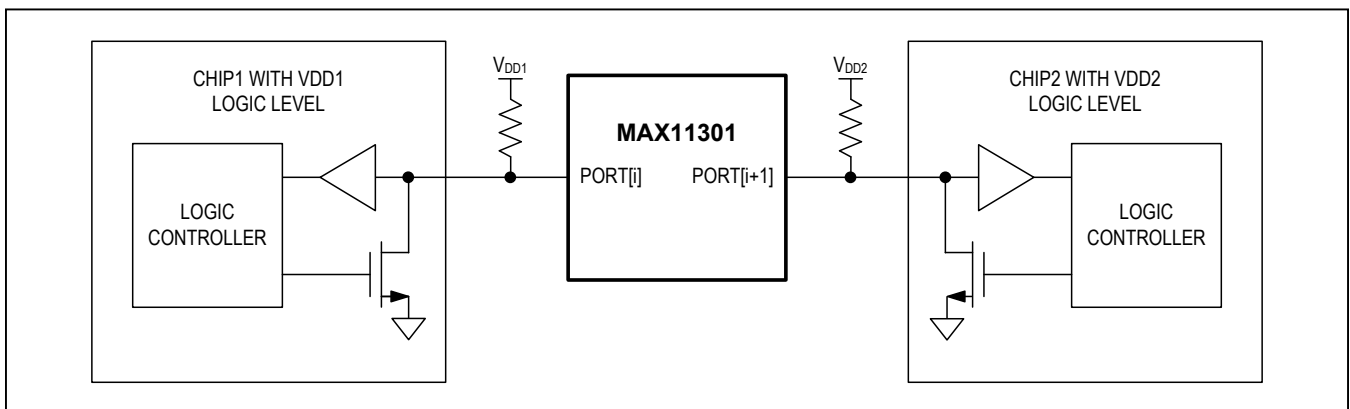 CHIP1 WITH VDD1
LOGIC LEVEL
LOGIC
CONTROLLER
VDD1
MAX11301
PORT[i] PORT[i+1]
VDD2
CHIP2 WITH VDD2
LOGIC LEVEL
LOGIC
CONTROLLER